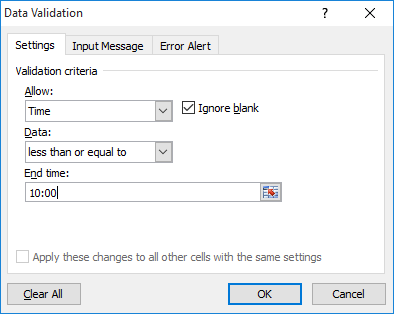 Data Validation ?
Settings Input Message Error Alert
Validation criteria
Allow:
Time Ignore blank
Data:
less than or equal to
End time:
10:00
Apply these changes to all other cells with the same settings
Clear All OK Cancel